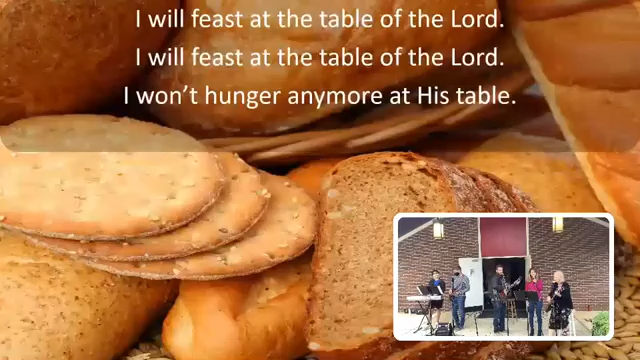 I will feast at the table of the Lord.
I will feast at the table of the Lord.
I won’t hunger anymore at His table.